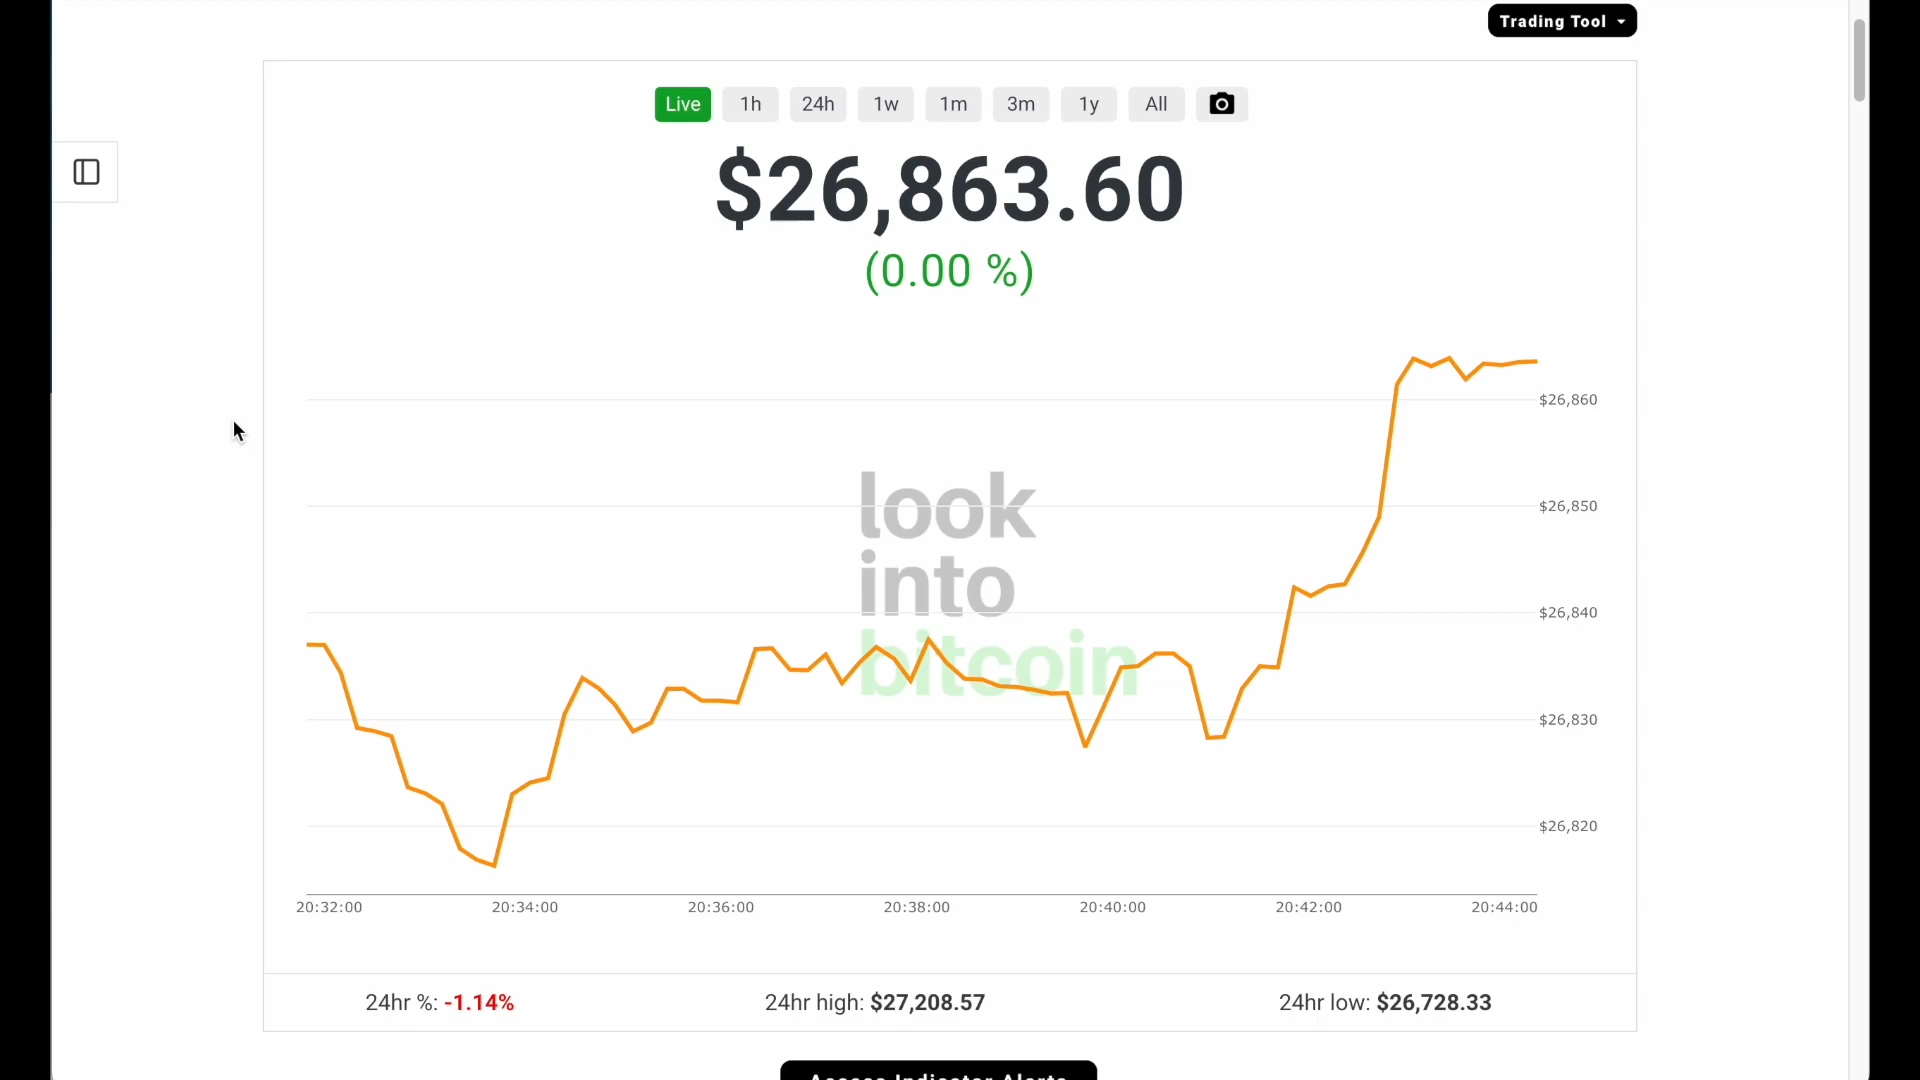 Trading Tool
Live 1h 24h 1w 1m 3m 1y All
$26,863.60
(0.00 %)
$26,860
$26,850
$26,840
$26,830
$26,820
look
into
bitcoin
20:32:00 20:34:00 20:36:00 20:38:00 20:40:00 20:42:00 20:44:00
24hr %: -1.14% 24hr high: $27,208.57 24hr low: $26,728.33
Access Indicator Alerts